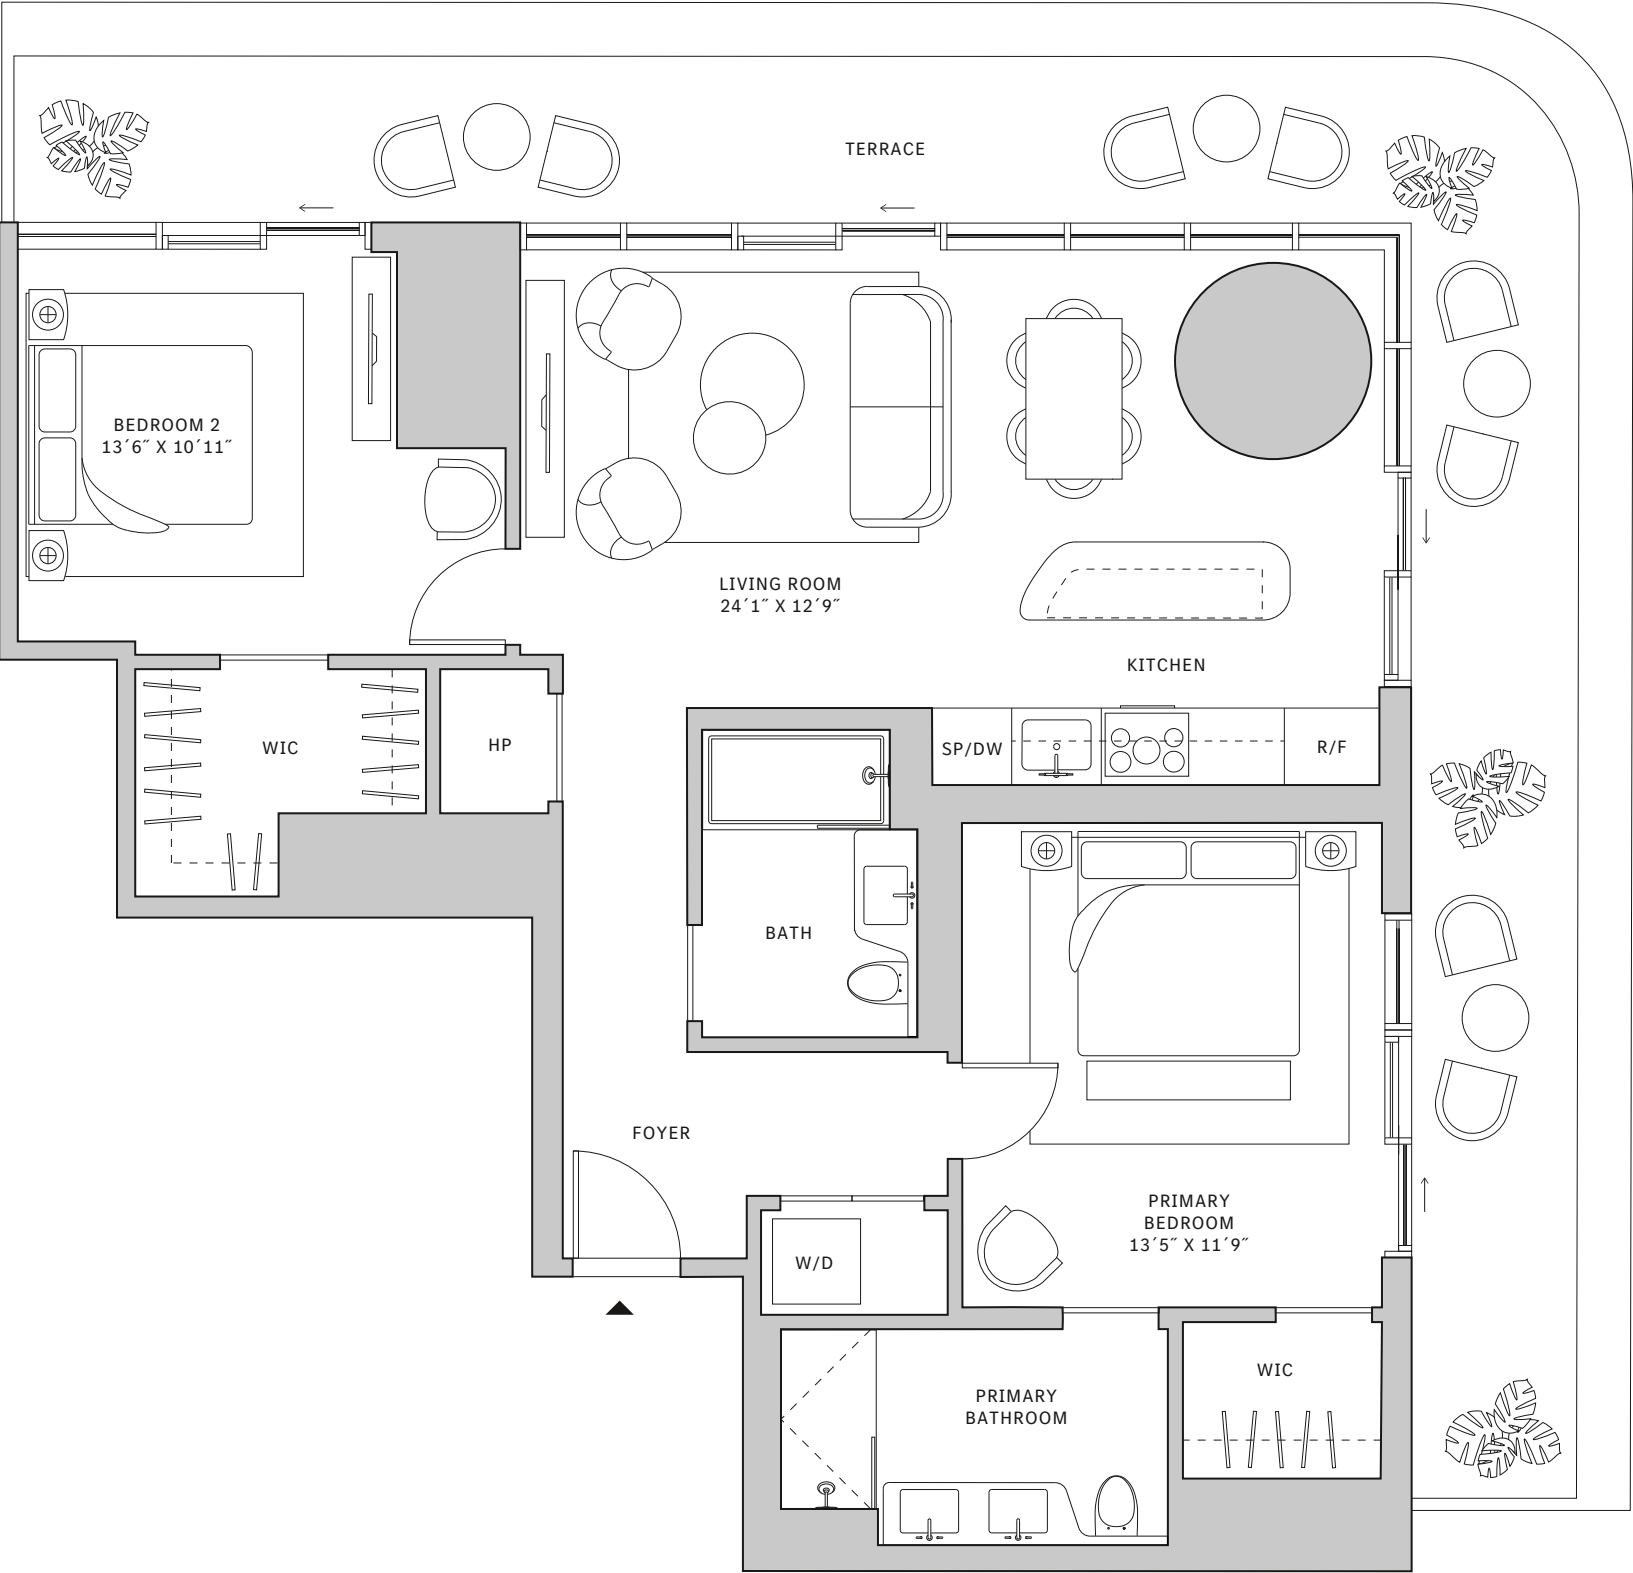 TERRACE
BEDROOM 2
13´6˝ X 10´11˝
LIVING ROOM
24´1˝ X 12´9˝
KITCHEN
WIC
HP
SP/DW
R/F
BATH
FOYER
PRIMARY
BEDROOM
13´5˝ X 11´9˝
W/D
WIC
PRIMARY
BATHROOM